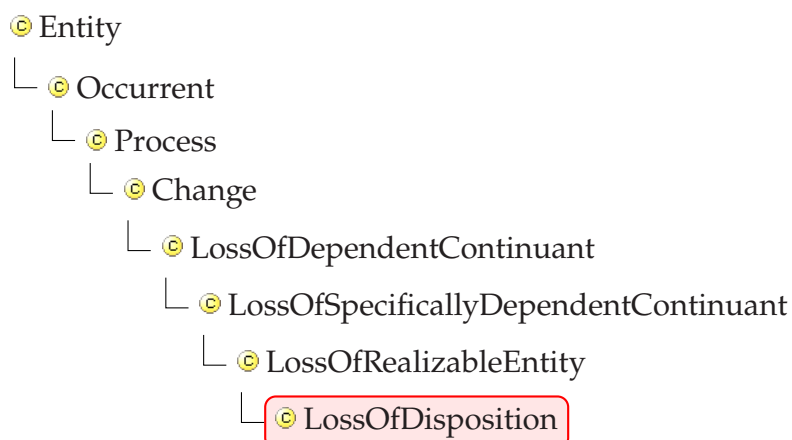 Entity
Occurrent
Process
Change
LossOfDependentContinuant
LossOfSpecificallyDependentContinuant
LossOfRealizableEntity
LossOfDisposition